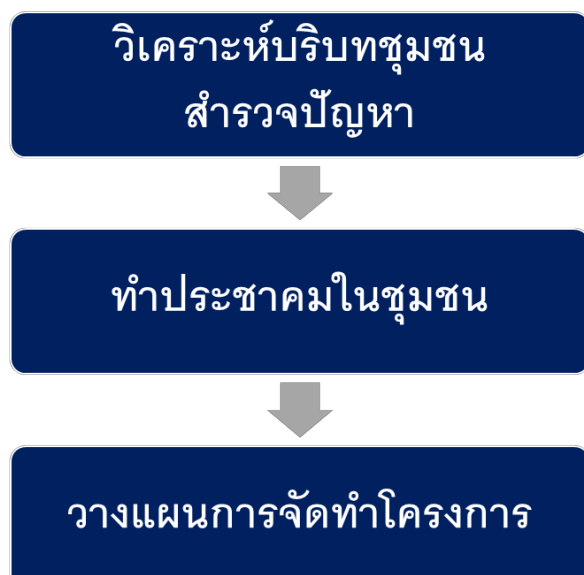 วิเคราะห์บริบทชุมชน
สำรวจปัญหา
ทำประชาคมในชุมชน
วางแผนการจัดทำโครงการ